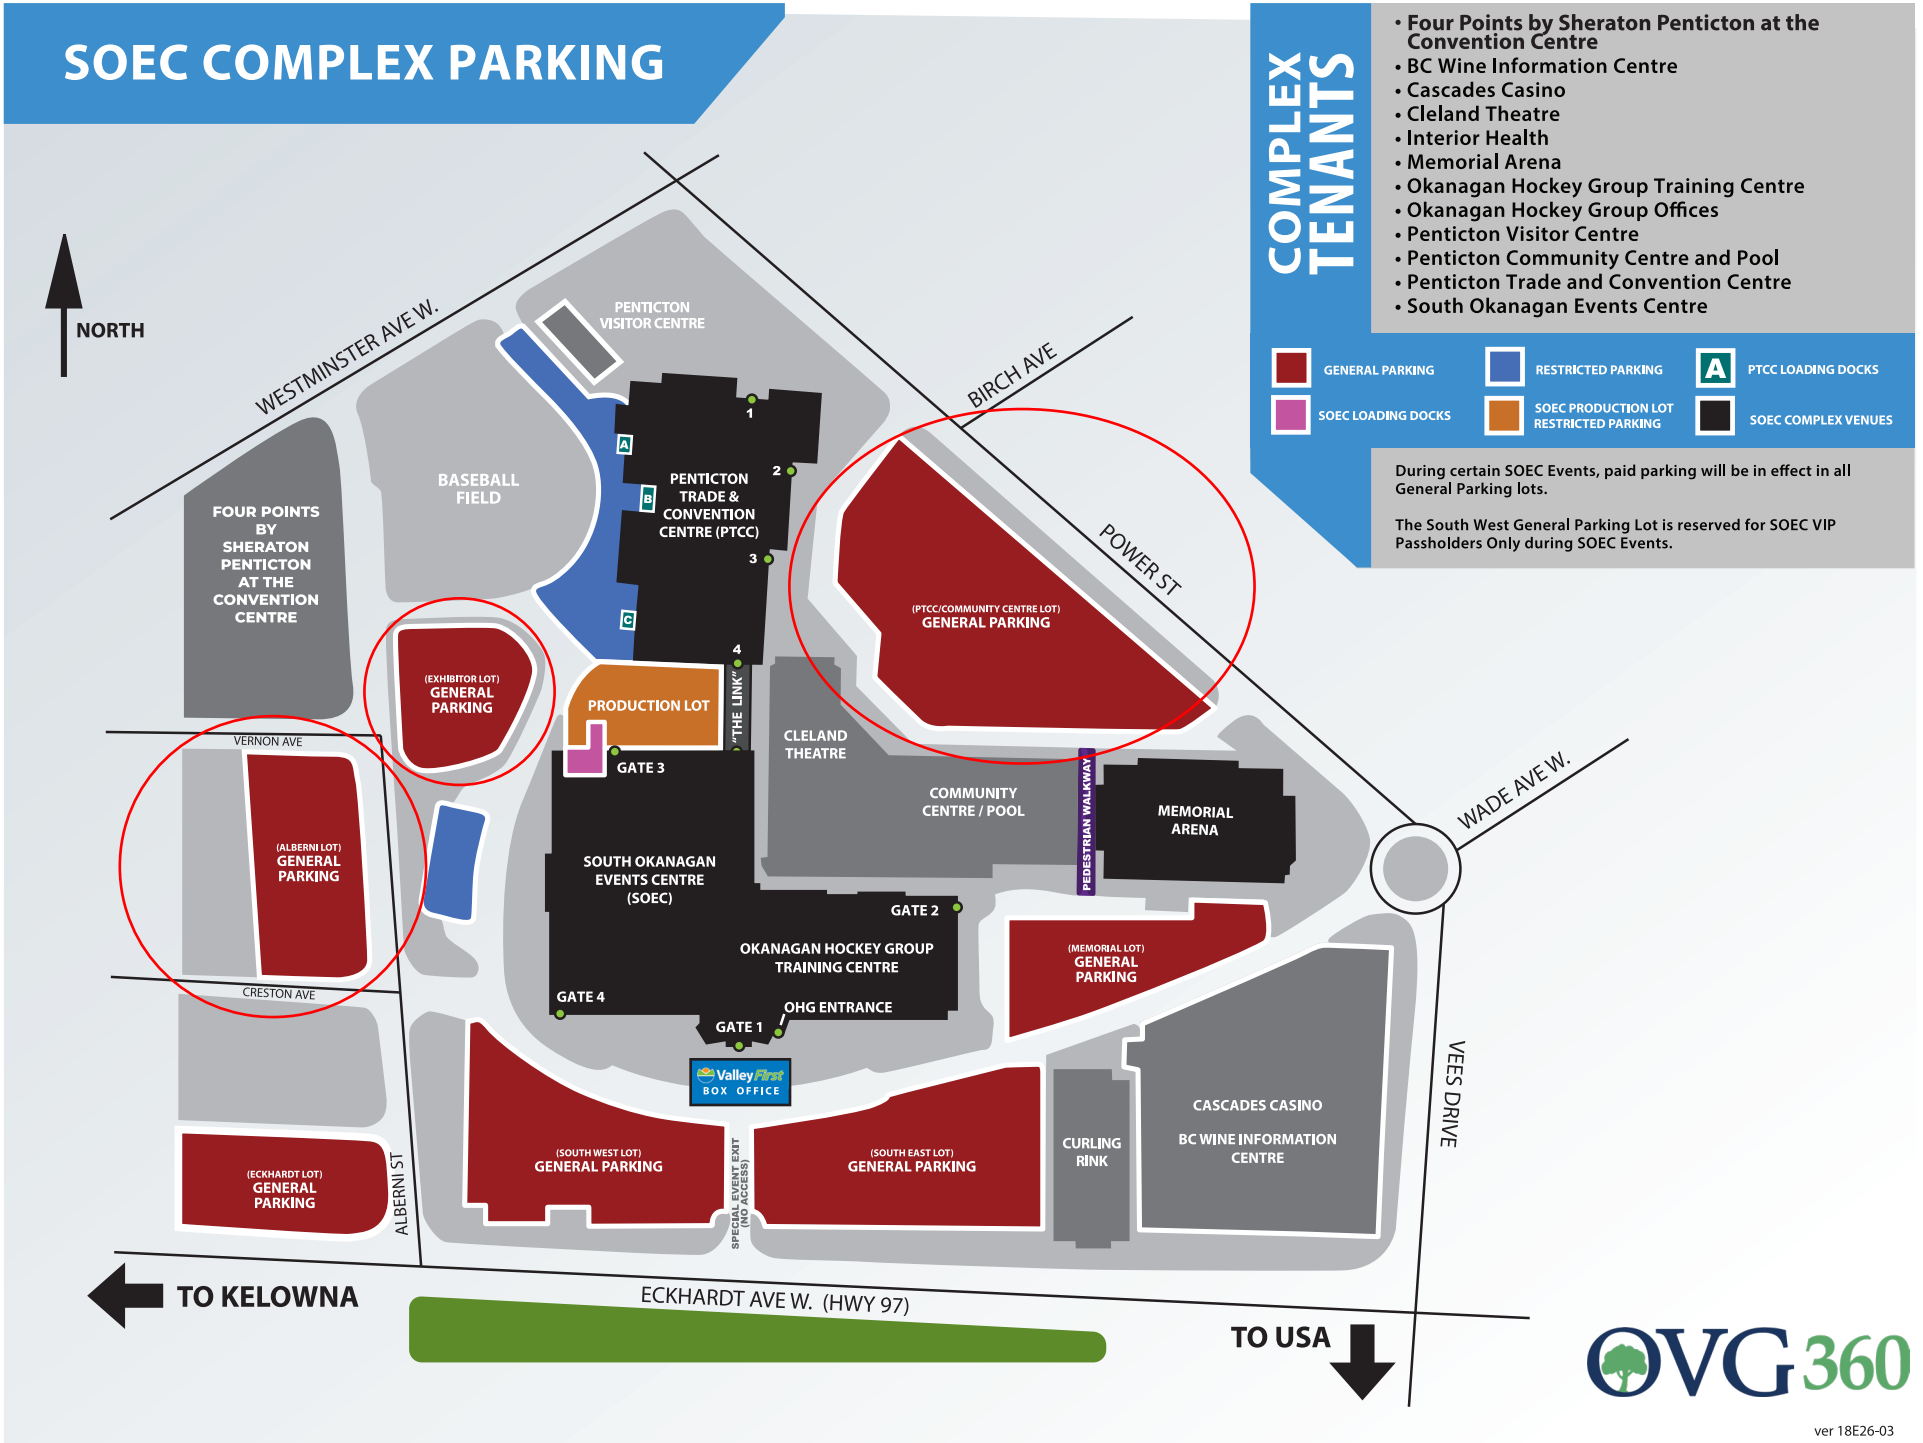 SOEC COMPLEX PARKING
COMPLEX
TENANTS
• Four Points by Sheraton Penticton at the
Convention Centre
• BC Wine Information Centre
• Cascades Casino
• Cleland Theatre
• Interior Health
• Memorial Arena
• Okanagan Hockey Group Training Centre
• Okanagan Hockey Group Offices
• Penticton Visitor Centre
• Penticton Community Centre and Pool
• Penticton Trade and Convention Centre
• South Okanagan Events Centre
GENERAL PARKING
RESTRICTED PARKING
A
PTCC LOADING DOCKS
SOEC LOADING DOCKS
SOEC PRODUCTION LOT
RESTRICTED PARKING
SOEC COMPLEX VENUES
During certain SOEC Events, paid parking will be in effect in all
General Parking lots.
The South West General Parking Lot is reserved for SOEC VIP
Passholders Only during SOEC Events.
NORTH
WESTMINSTER AVE W.
PENTICTON
VISITOR CENTRE
BIRCH AVE
POWER ST
WADE AVE W.
VEES DRIVE
BASEBALL
FIELD
FOUR POINTS
BY
SHERATON
PENTICTON
AT THE
CONVENTION
CENTRE
1
2
3
4
A
B
C
PENTICTON
TRADE &
CONVENTION
CENTRE (PTCC)
(PTCC/COMMUNITY CENTRE LOT)
GENERAL PARKING
(EXHIBITOR LOT)
GENERAL
PARKING
PRODUCTION LOT
"THE LINK"
CLELAND
THEATRE
VERNON AVE
GATE 3
COMMUNITY
CENTRE / POOL
PEDESTRIAN WALKWAY
MEMORIAL
ARENA
(ALBERNI LOT)
GENERAL
PARKING
SOUTH OKANAGAN
EVENTS CENTRE
(SOEC)
GATE 2
OKANAGAN HOCKEY GROUP
TRAINING CENTRE
(MEMORIAL LOT)
GENERAL
PARKING
CRESTON AVE
GATE 4
OHG ENTRANCE
GATE 1
Valley First
BOX OFFICE
(SOUTH WEST LOT)
GENERAL PARKING
SPECIAL EVENT EXIT
(NO ACCESS)
(SOUTH EAST LOT)
GENERAL PARKING
CURLING
RINK
CASCADES CASINO
BC WINE INFORMATION
CENTRE
(ECKHARDT LOT)
GENERAL
PARKING
ALBERNI ST
TO KELOWNA
ECKHARDT AVE W. (HWY 97)
TO USA
OVG 360
ver 18E26-03